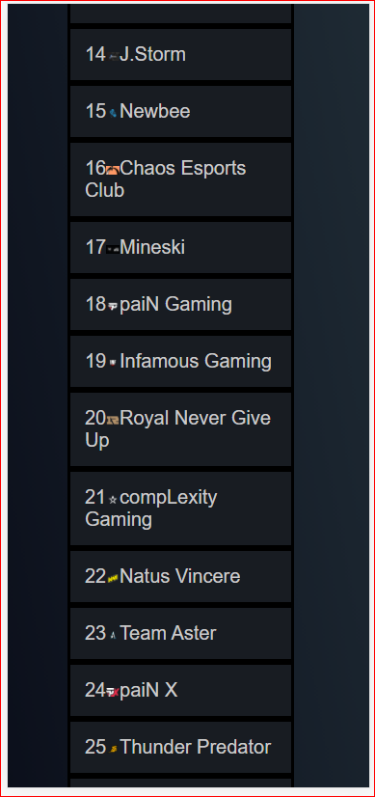 14 J.Storm
15 Newbee
16 Chaos Esports
Club
17 Mineski
18 paiN Gaming
19 Infamous Gaming
20 Royal Never Give
Up
21 compLexity
Gaming
22 Natus Vincere
23 Team Aster
24 paiN X
25 Thunder Predator